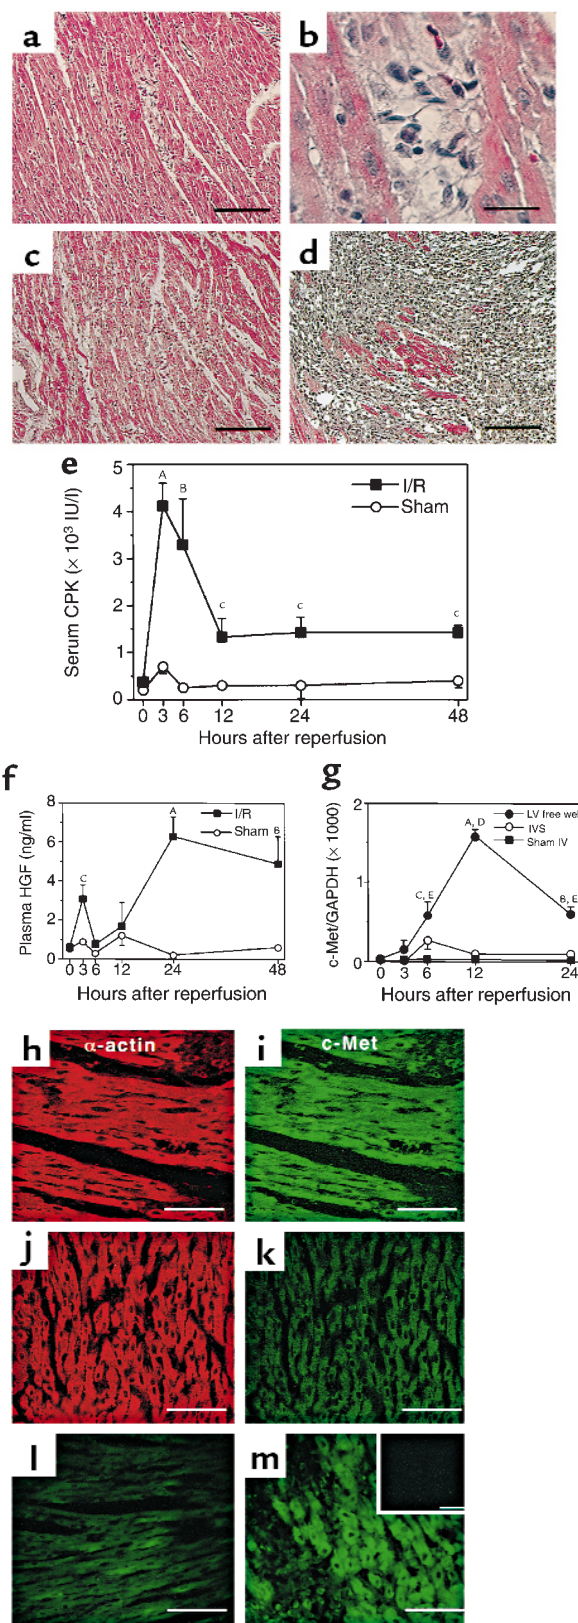 a
b
c
d
e
5
4
3
2
1
0
Serum CPK (× 10³ IU/l)
A
B
C
C
C
I/R
Sham
0 3 6 12 24 48
Hours after reperfusion
f
8
6
4
2
0
Plasma HGF (ng/ml)
C
A
B
I/R
Sham
0 3 6 12 24 48
Hours after reperfusion
g
2
1
0
c-Met/GAPDH (× 1000)
A, D
C, E
B, E
LV free wel
IVS
Sham IV
0 3 6 12 24
Hours after reperfusion
h
α-actin
i
c-Met
j
k
l
m